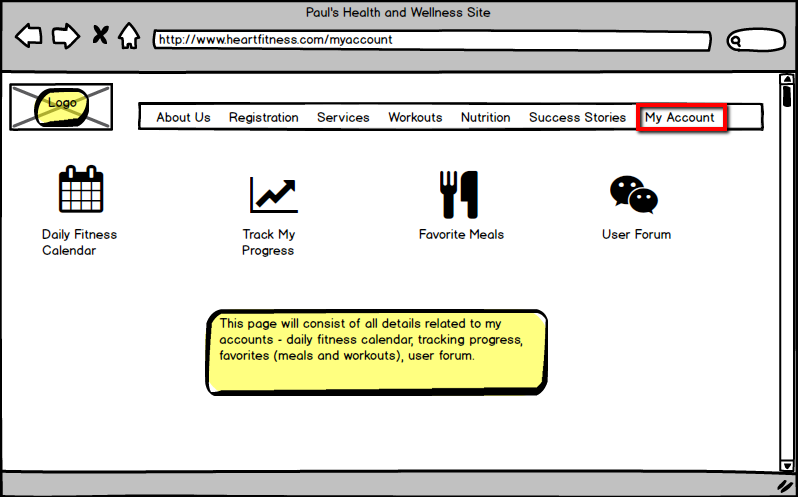 Paul's Health and Wellness Site
http://www.heartfitness.com/myaccount
Logo
About Us Registration Services Workouts Nutrition Success Stories My Account
Daily Fitness
Calendar
Track My
Progress
Favorite Meals
User Forum
This page will consist of all details related to my
accounts - daily fitness calendar, tracking progress,
favorites (meals and workouts), user forum.